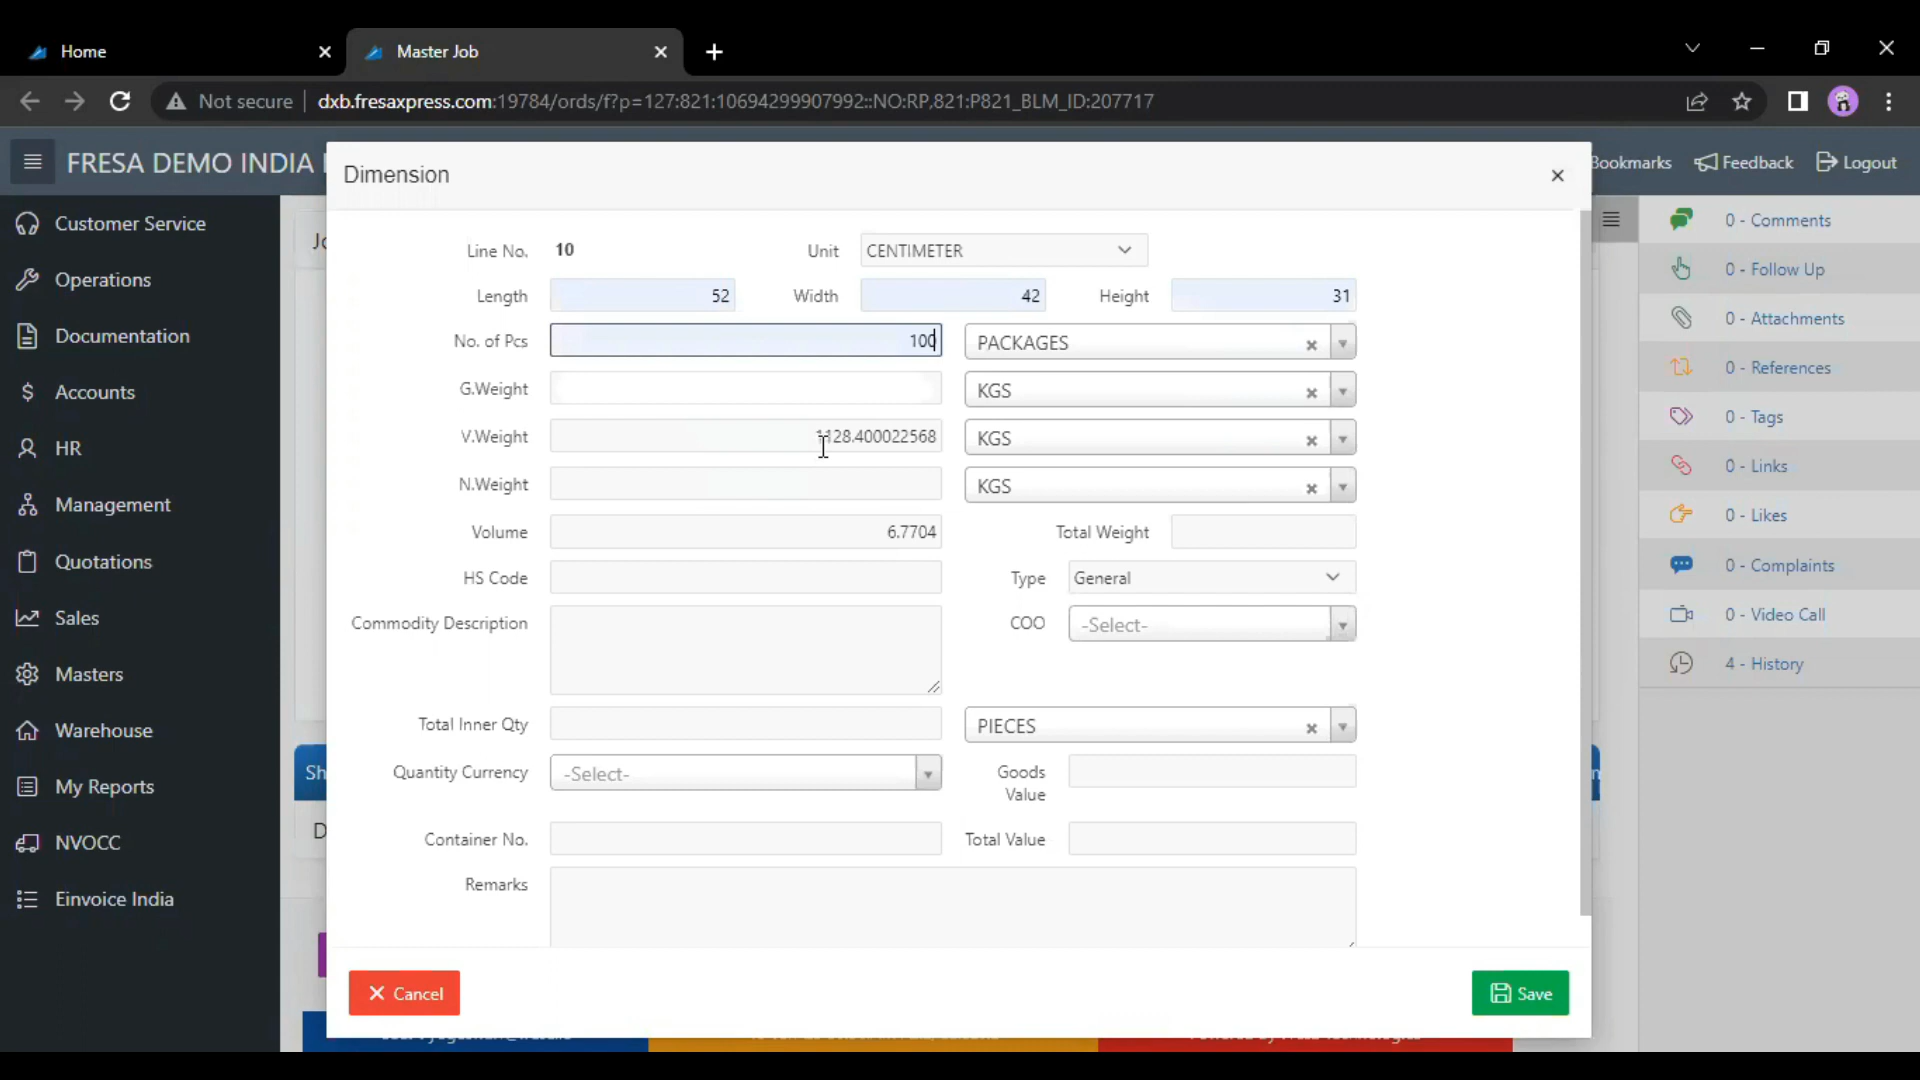 Home
Master Job
Not secure
dxb.fresaxpress.com:19784/ords/f?p=127:821:10694299907992::NO:RP,821:P821_BLM_ID:207717
FRESA DEMO INDIA
Bookmarks
Feedback
Logout
Customer Service
Operations
Documentation
Accounts
HR
Management
Quotations
Sales
Masters
Warehouse
My Reports
NVOCC
Einvoice India
Dimension
Line No. 10 Unit CENTIMETER
Length 52 Width 42 Height 31
No. of Pcs 100 PACKAGES
G.Weight KGS
V.Weight 1128.400022568 KGS
N.Weight KGS
Volume 6.7704 Total Weight
HS Code Type General
Commodity Description COO -Select-
Total Inner Qty PIECES
Quantity Currency -Select- Goods
Value
Container No. Total Value
Remarks
Cancel
Save
0 - Comments
0 - Follow Up
0 - Attachments
0 - References
0 - Tags
0 - Links
0 - Likes
0 - Complaints
0 - Video Call
4 - History